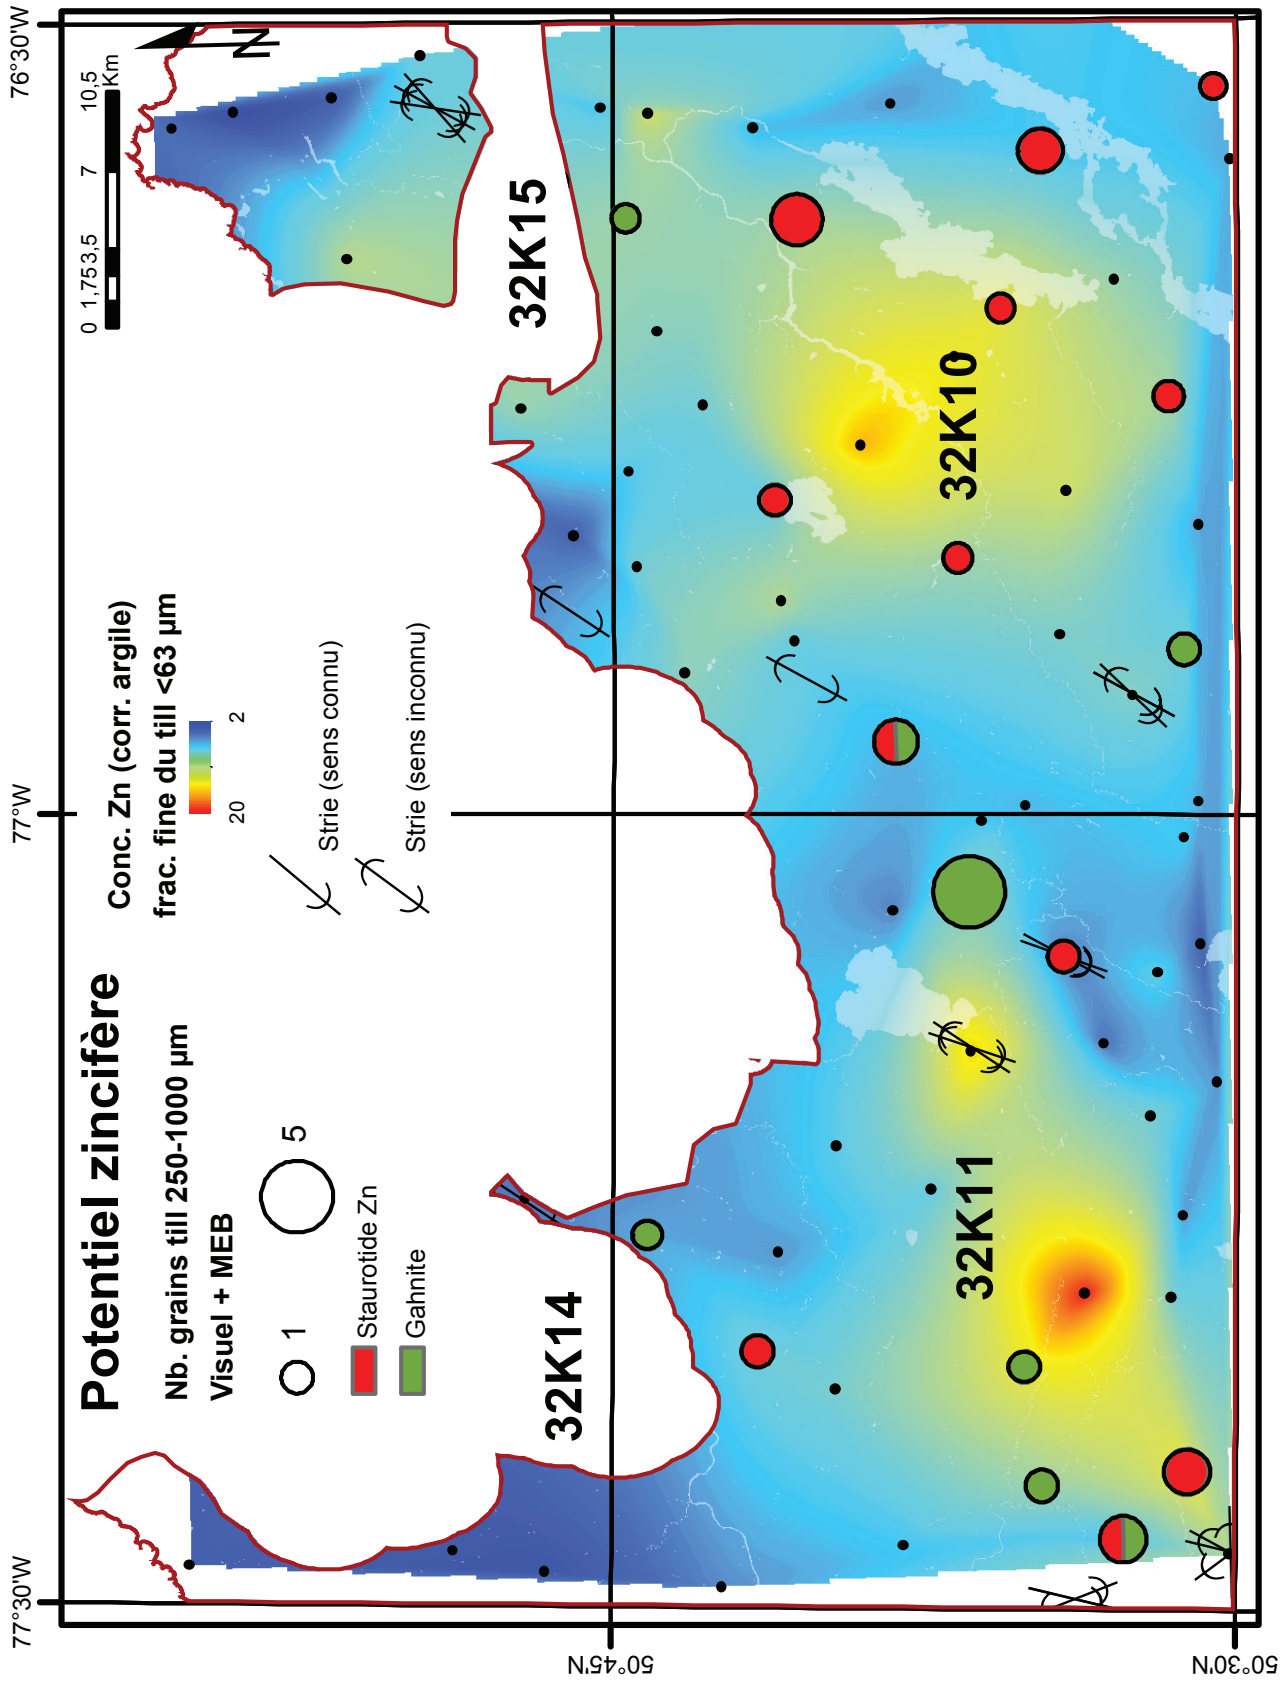 Potentiel zincifère
Nb. grains till 250-1000 µm
Visuel + MEB
1
5
Staurotide Zn
Gahnite
Conc. Zn (corr. argile)
frac. fine du till <63 µm
20
2
Strie (sens connu)
Strie (sens inconnu)
0 1,753,5 7 10,5
Km
N
77°30'W
77°W
76°30'W
50°45'N
50°30'N
32K14
32K15
32K11
32K10